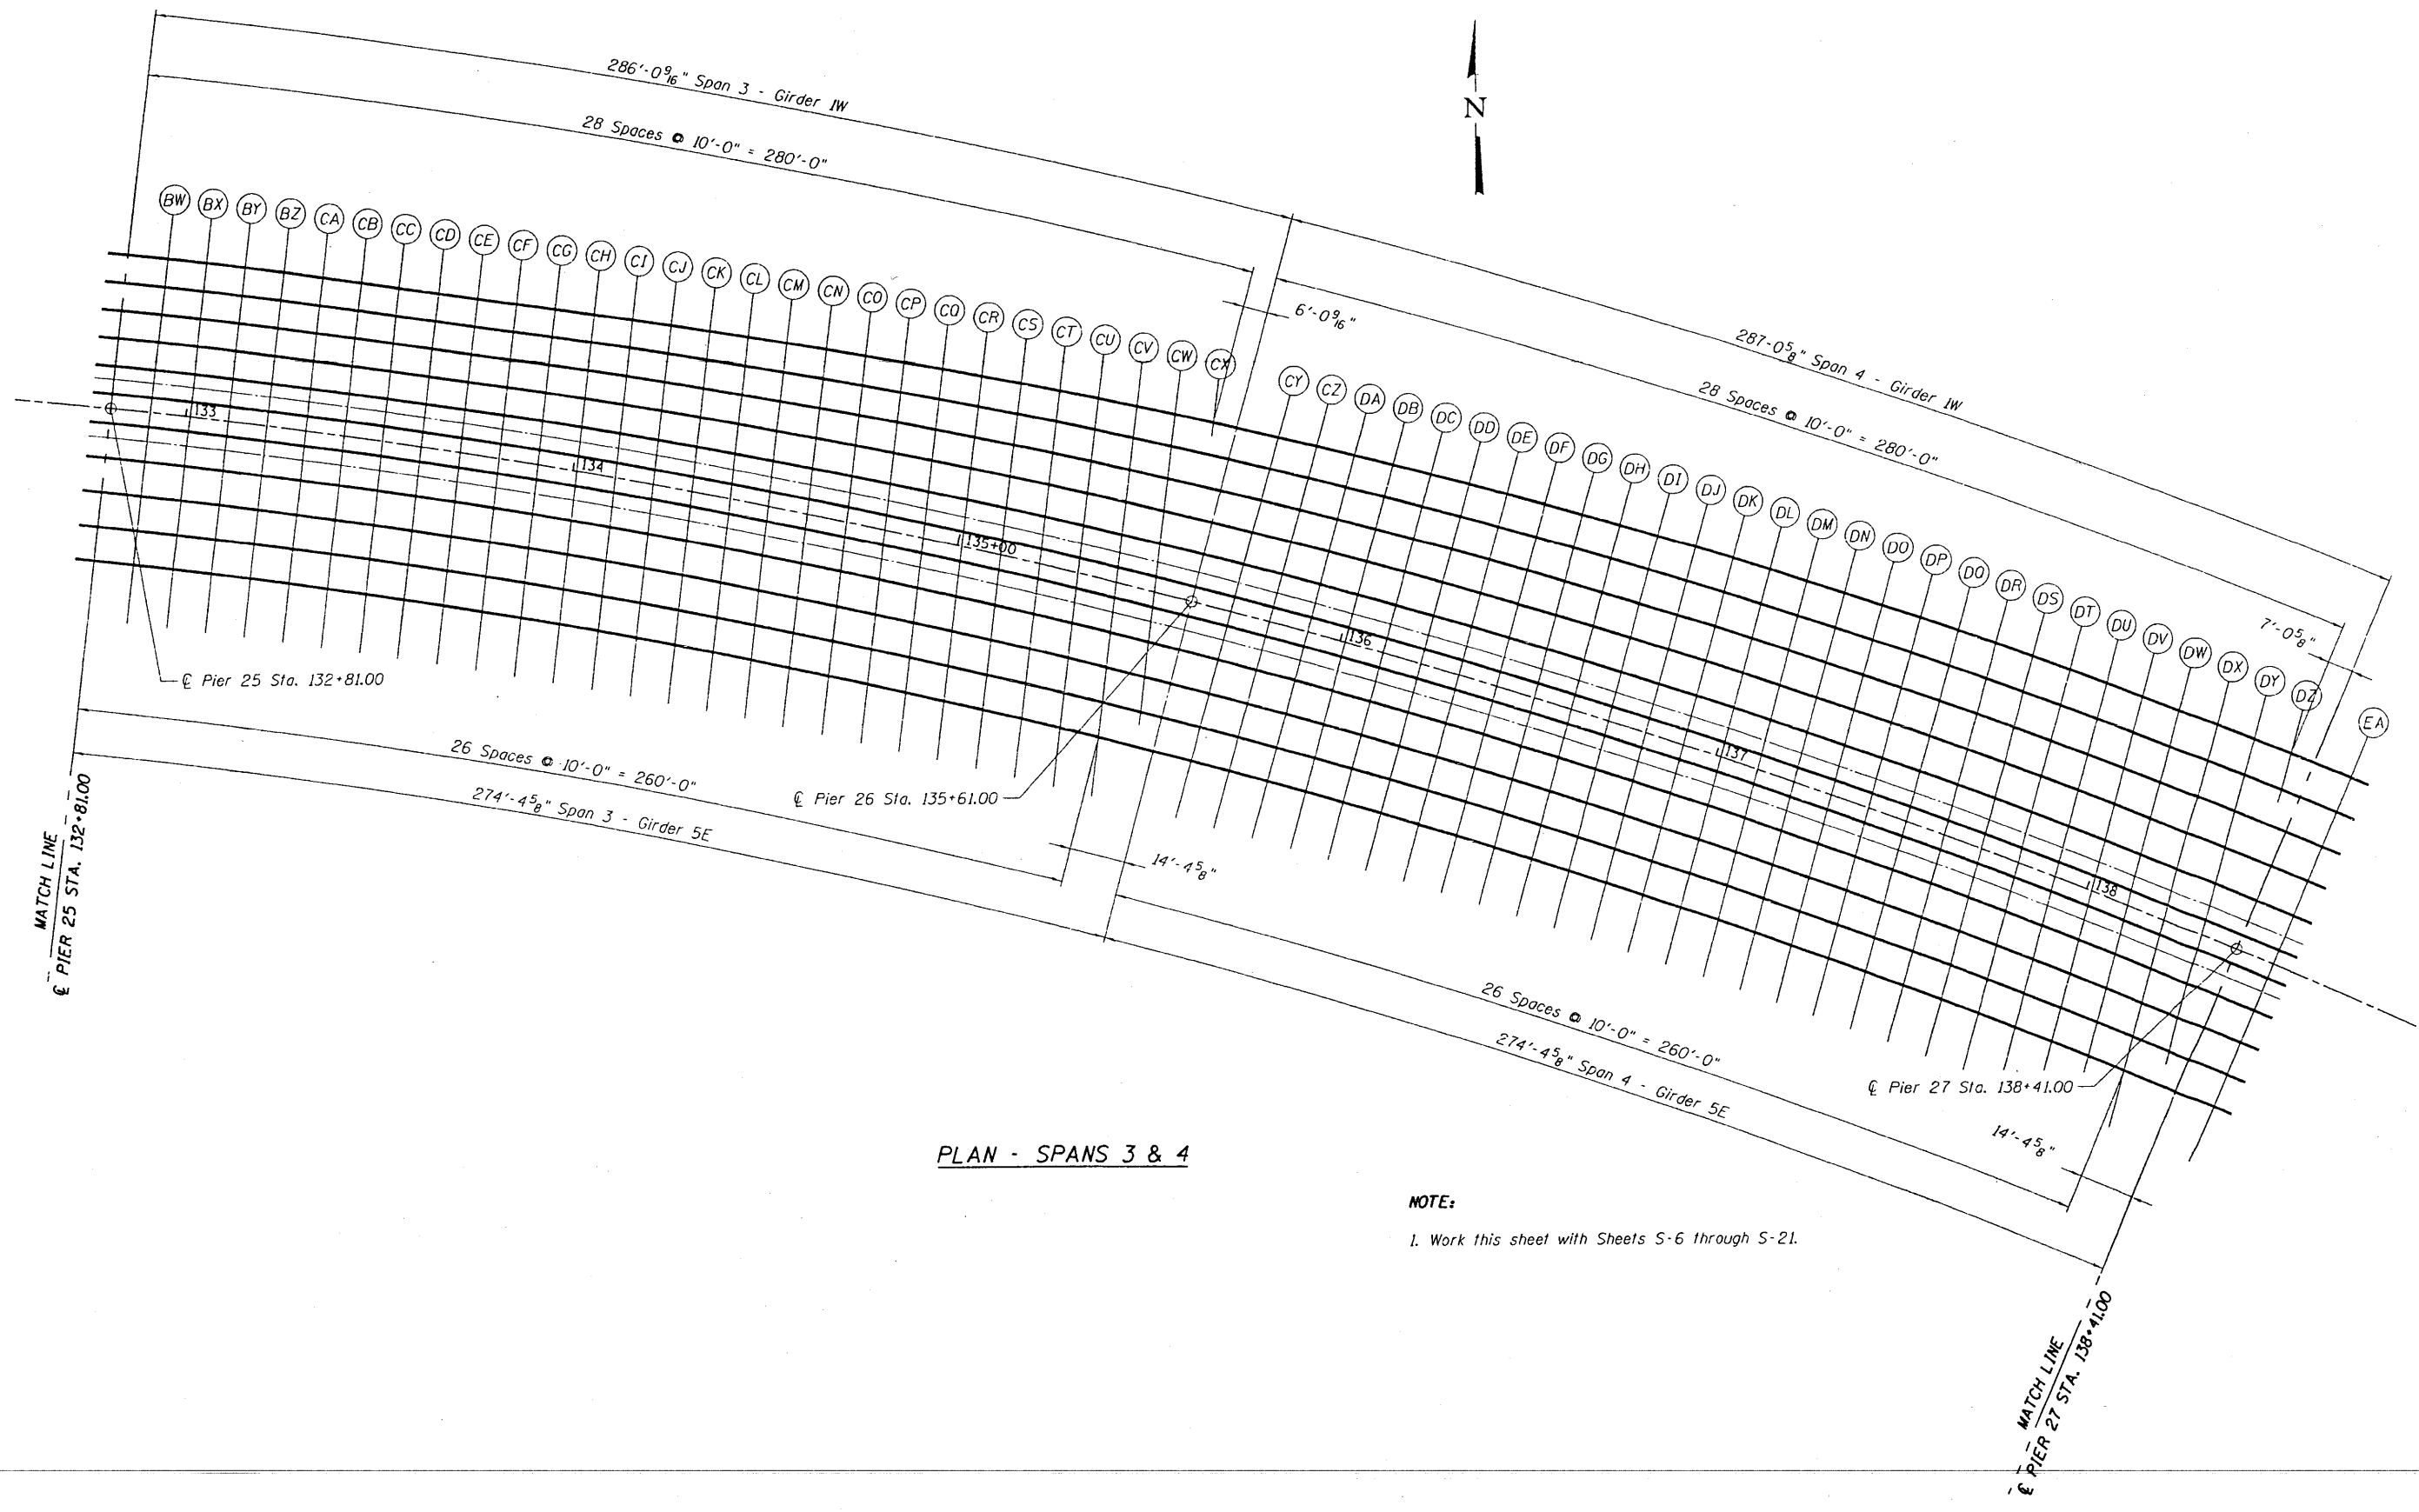 286'-0 9/16" Span 3 - Girder 1W
28 Spaces @ 10'-0" = 280'-0"
N
6'-0 9/16"
287-0 5/8" Span 4 - Girder 1W
28 Spaces @ 10'-0" = 280'-0"
7'-0 5/8"
BW BX BY BZ CA CB CC CD CE CF CG CH CI CJ CK CL CM CN CO CP CQ CR CS CT CU CV CW CX
CY CZ DA DB DC DD DE DF DG DH DI DJ DK DL DM DN DO DP DQ DR DS DT DU DV DW DX DY DZ EA
133
134
135+00
136
137
138
℄ Pier 25 Sta. 132+81.00
℄ Pier 26 Sta. 135+61.00
℄ Pier 27 Sta. 138+41.00
26 Spaces @ 10'-0" = 260'-0"
274'-4 5/8" Span 3 - Girder 5E
14'-4 5/8"
26 Spaces @ 10'-0" = 260'-0"
274'-4 5/8" Span 4 - Girder 5E
14'-4 5/8"
MATCH LINE
℄ PIER 25 STA. 132+81.00
MATCH LINE
℄ PIER 27 STA. 138+41.00
PLAN - SPANS 3 & 4
NOTE:
1. Work this sheet with Sheets S-6 through S-21.